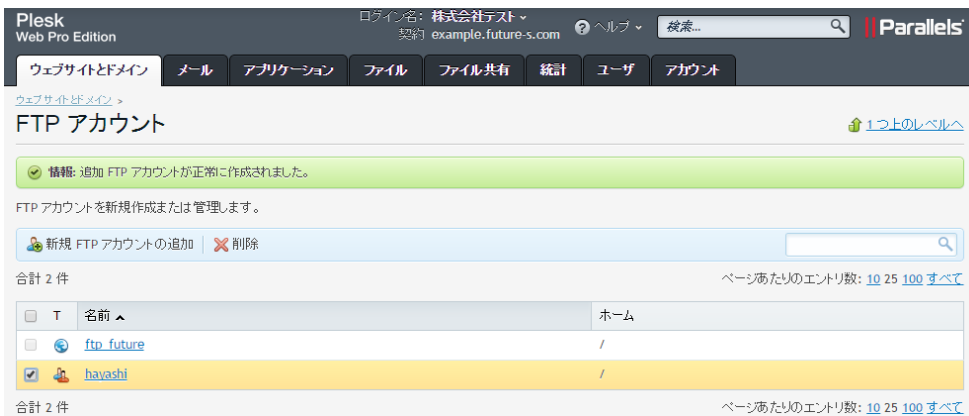 Plesk
Web Pro Edition
ログイン名: 株式会社テスト
契約 example.future-s.com
ヘルプ
検索...
Parallels
ウェブサイトとドメイン メール アプリケーション ファイル ファイル共有 統計 ユーザ アカウント
ウェブサイトとドメイン >
FTP アカウント
1つ上のレベルへ
情報: 追加 FTP アカウントが正常に作成されました。
FTP アカウントを新規作成または管理します。
新規 FTP アカウントの追加 削除
合計 2 件 ページあたりのエントリ数: 10 25 100 すべて
T 名前 ホーム
ftp_future /
hayashi /
合計 2 件 ページあたりのエントリ数: 10 25 100 すべて